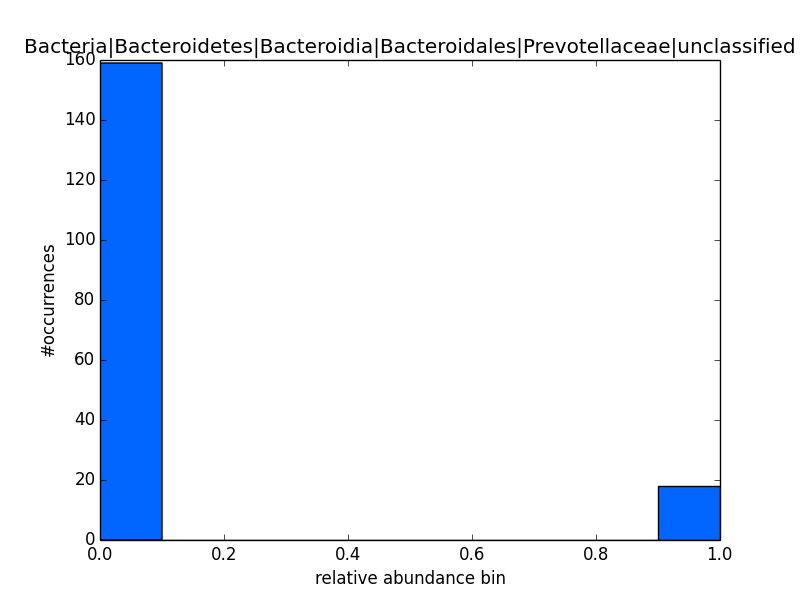 Bacteria|Bacteroidetes|Bacteroidia|Bacteroidales|Prevotellaceae|unclassified
160
140
120
100
80
60
40
20
0
#occurrences
0.0 0.2 0.4 0.6 0.8 1.0
relative abundance bin